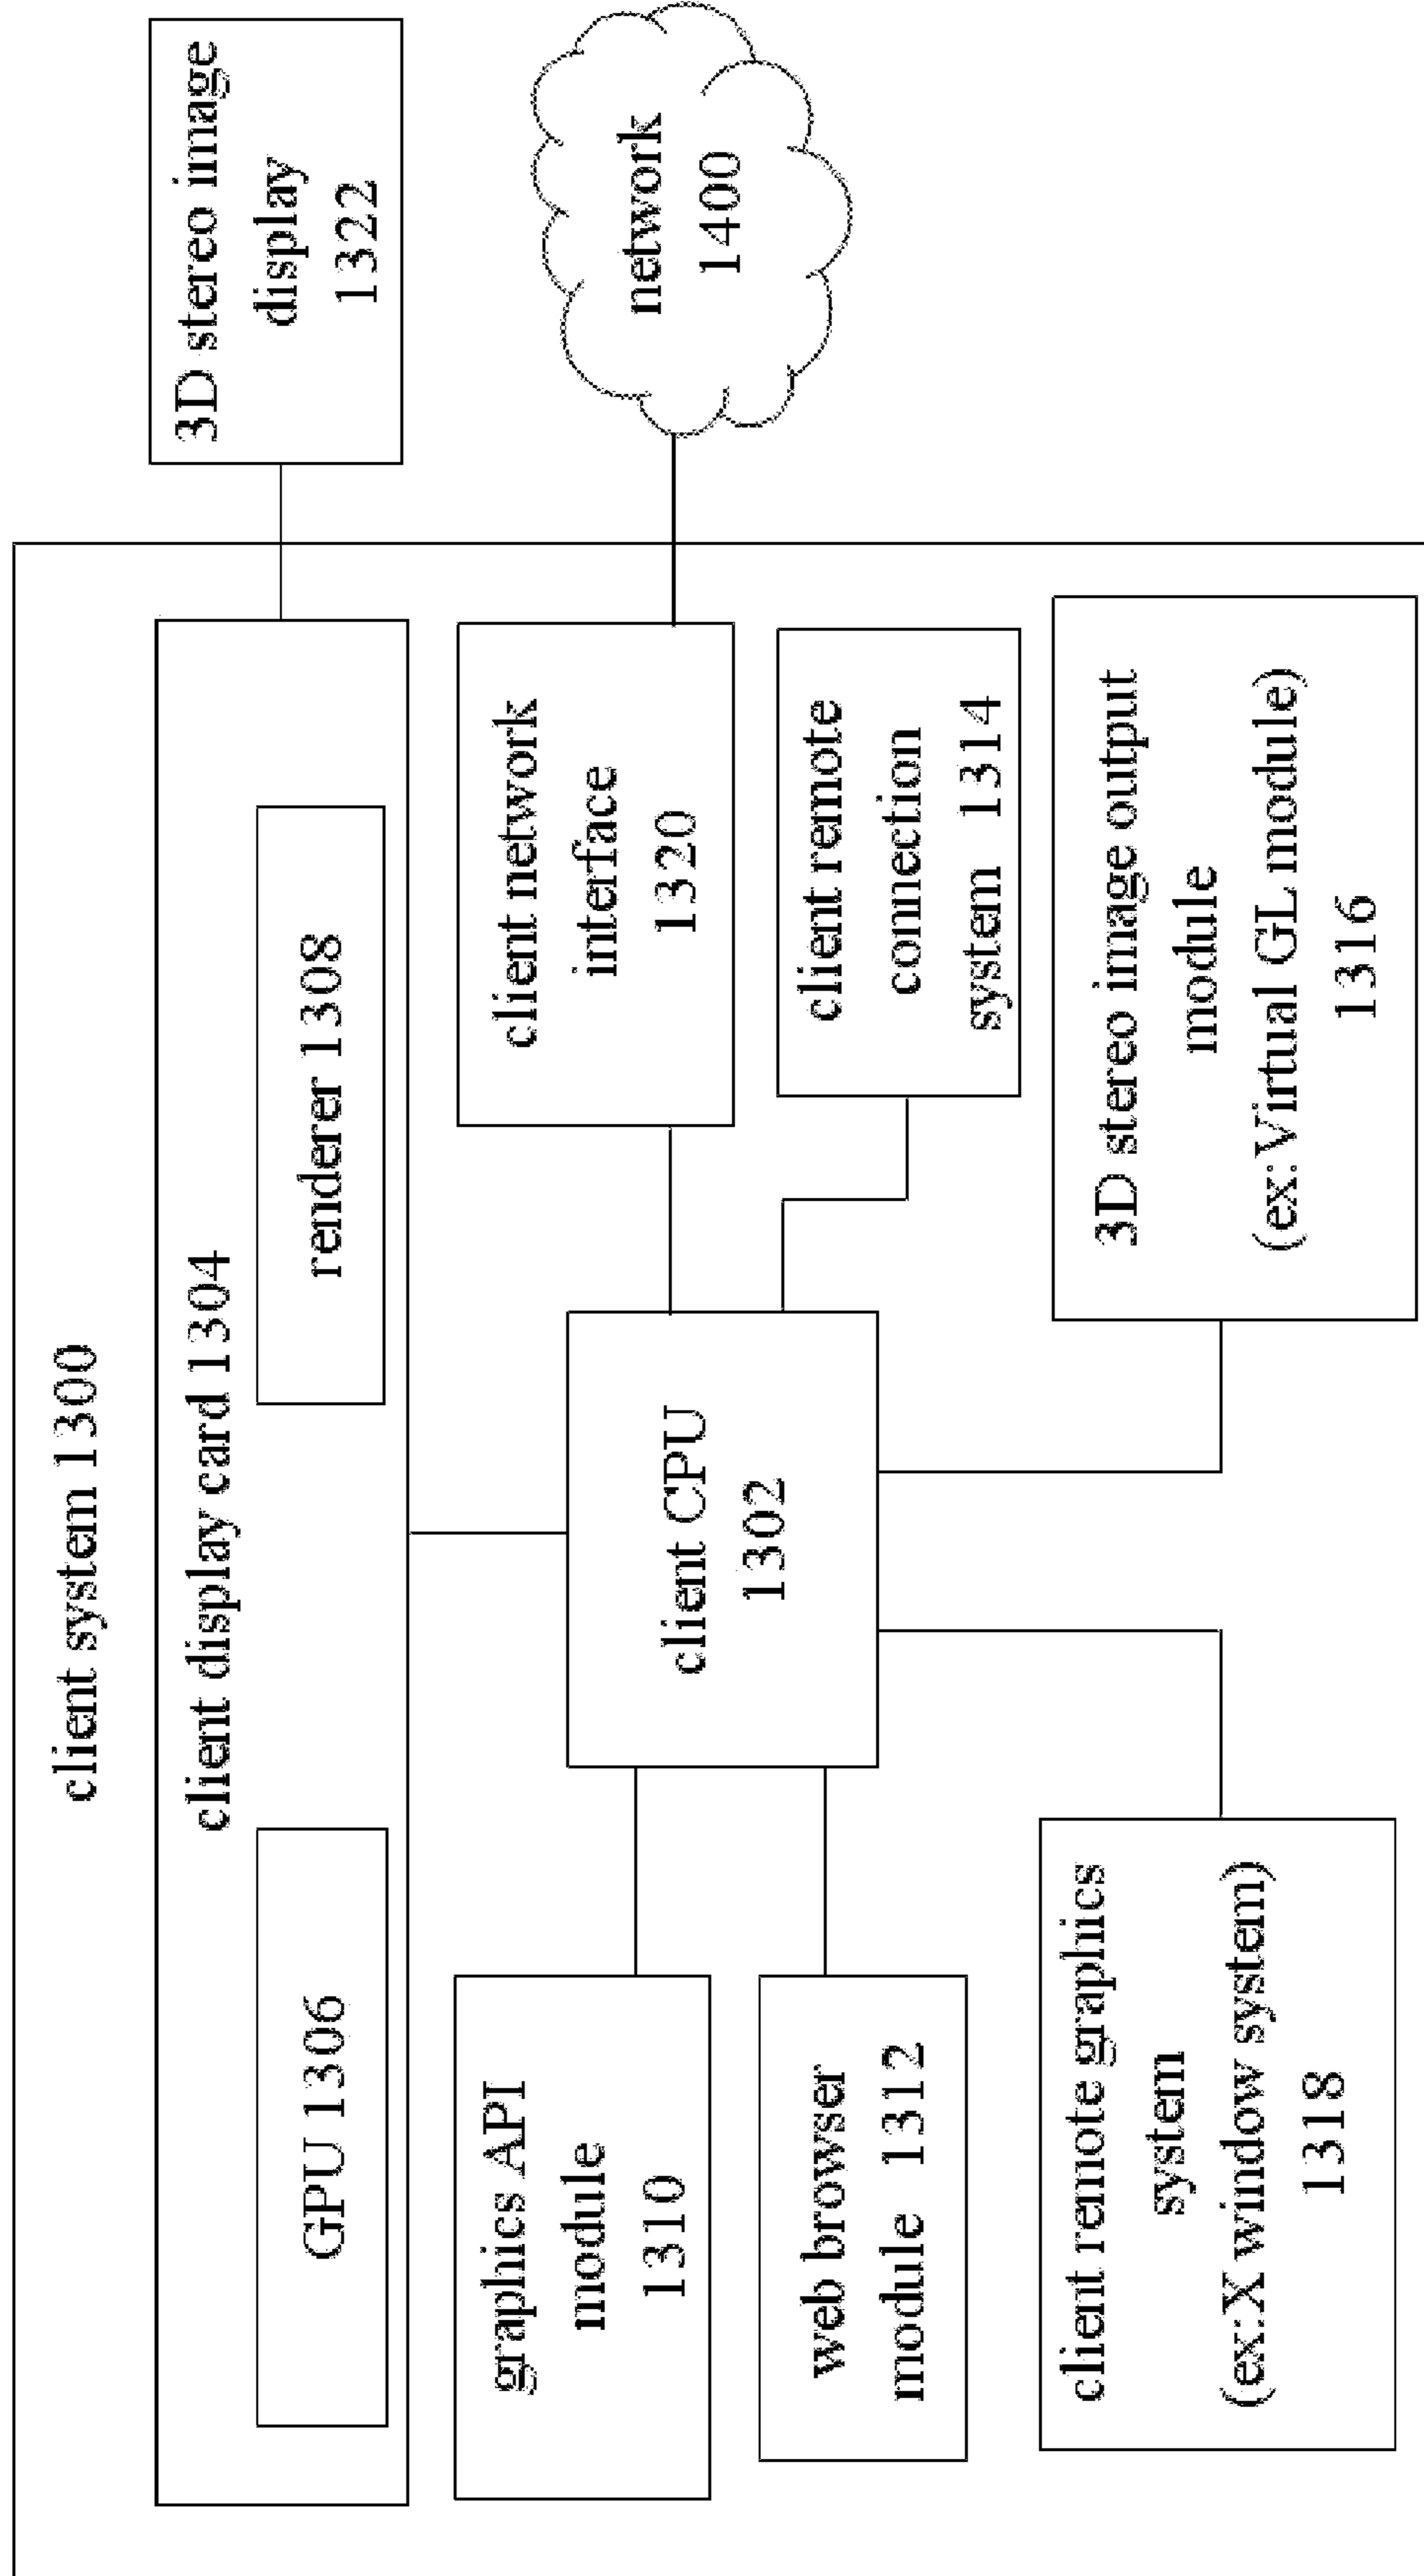 client system 1300
client display card 1304
GPU 1306
renderer 1308
3D stereo image
display
1322
graphics API
module
1310
client network
interface
1320
network
1400
client CPU
1302
web browser
module 1312
client remote
connection
system 1314
client remote graphics
system
(ex:X window system)
1318
3D stereo image output
module
(ex:Virtual GL module)
1316